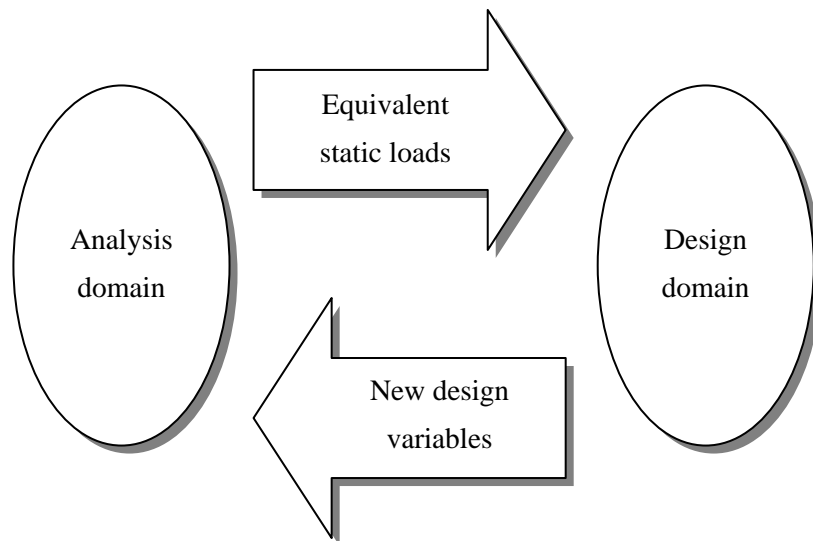 Equivalent
static loads
Analysis
domain
Design
domain
New design
variables